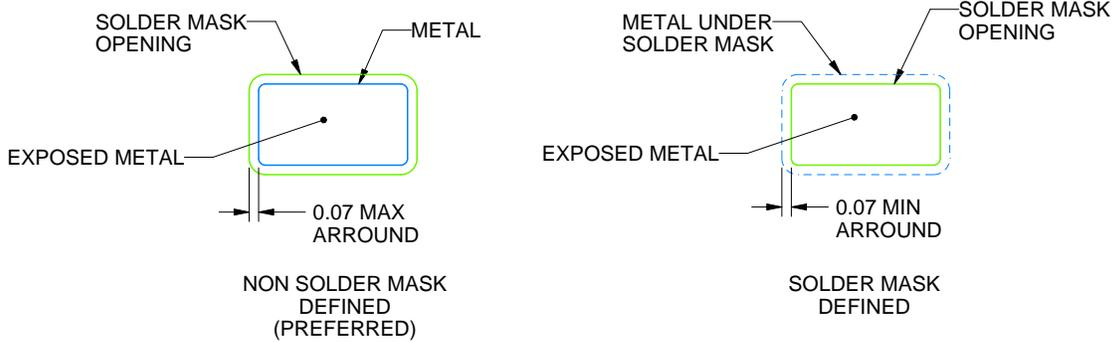 SOLDER MASK
OPENING
METAL
EXPOSED METAL
0.07 MAX
ARROUND
NON SOLDER MASK
DEFINED
(PREFERRED)
METAL UNDER
SOLDER MASK
SOLDER MASK
OPENING
EXPOSED METAL
0.07 MIN
ARROUND
SOLDER MASK
DEFINED